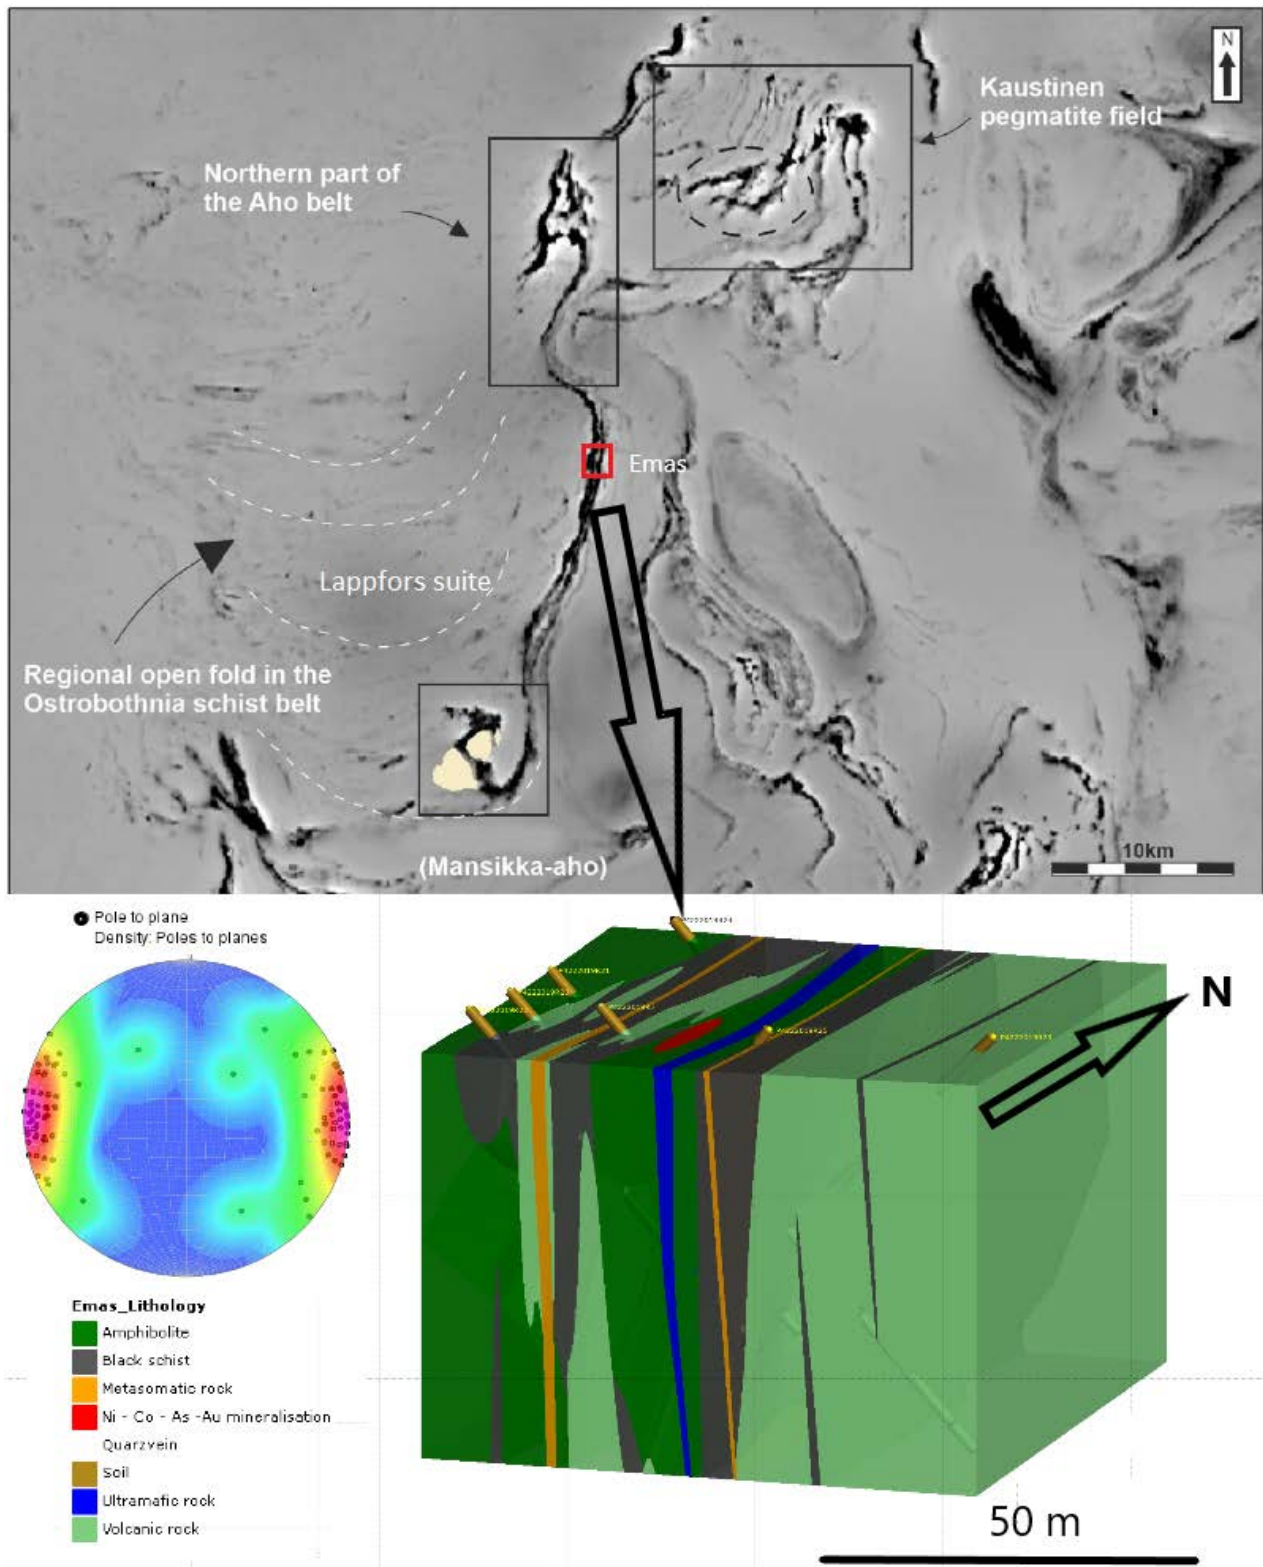 N
Kaustinen
pegmatite field
Northern part of
the Aho belt
Emas
Lappfors suite
Regional open fold in the
Ostrobothnia schist belt
10km
(Mansikka-aho)
Pole to plane
Density: Poles to planes
N
Emas_Lithology
Amphibolite
Black schist
Metasomatic rock
Ni - Co - As -Au mineralisation
Quarzvein
Soil
Ultramafic rock
Volcanic rock
50 m